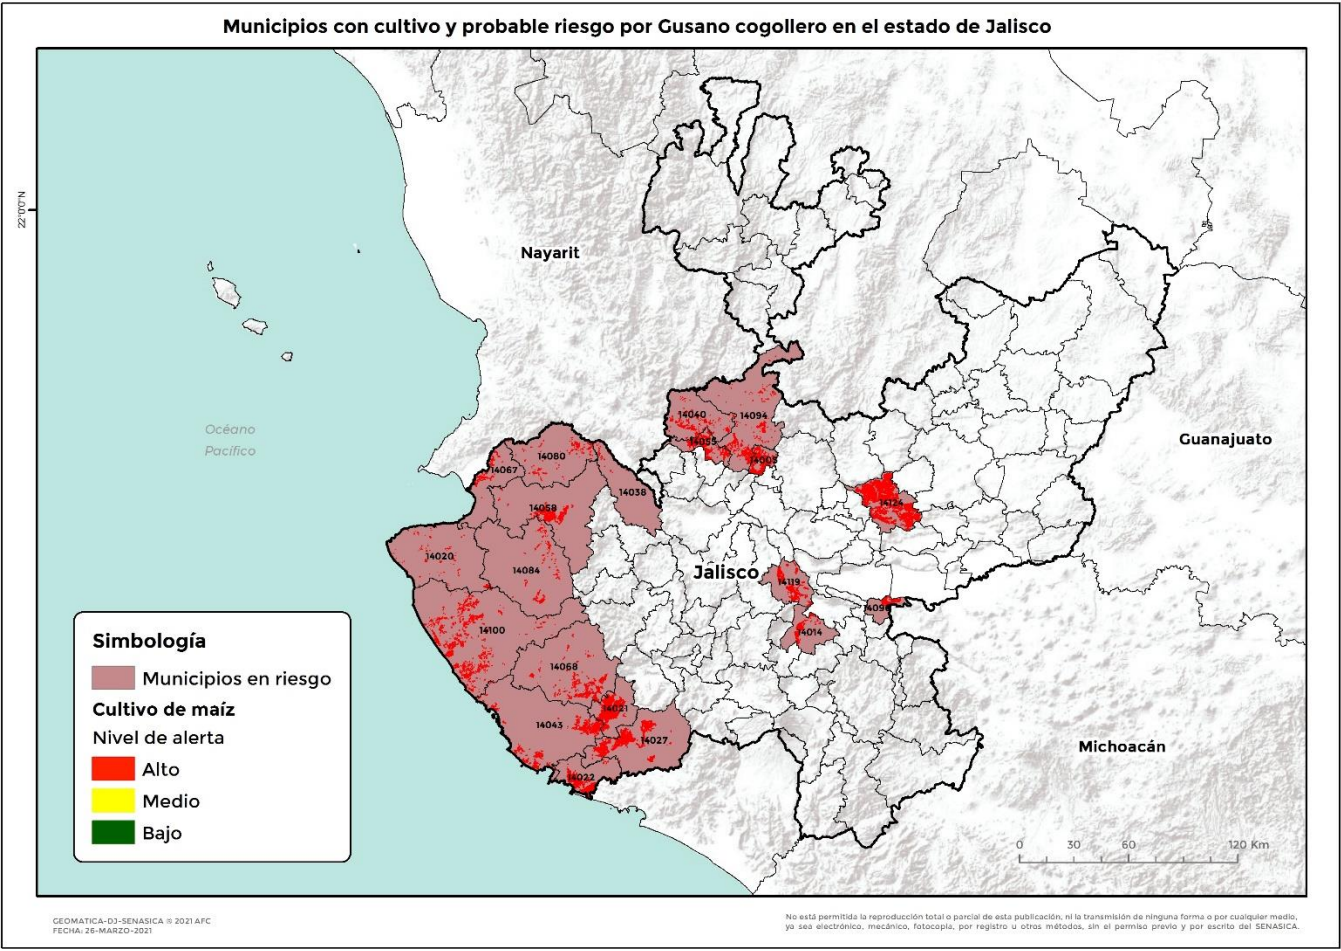 Municipios con cultivo y probable riesgo por Gusano cogollero en el estado de Jalisco
22°0'0"N
Nayarit
Océano
Pacífico
Guanajuato
Jalisco
Michoacán
14040
14094
14055
14005
14080
14067
14038
14058
14124
14020
14084
14119
14096
14014
14100
14068
14021
14043
14027
14022
Simbología
Municipios en riesgo
Cultivo de maíz
Nivel de alerta
Alto
Medio
Bajo
0 30 60 120 Km
GEOMATICA-DJ-SENASICA © 2021 AFC
FECHA: 26-MARZO-2021
No está permitida la reproducción total o parcial de esta publicación, ni la transmisión de ninguna forma o por cualquier medio,
ya sea electrónico, mecánico, fotocopia, por registro u otros métodos, sin el permiso previo y por escrito del SENASICA.